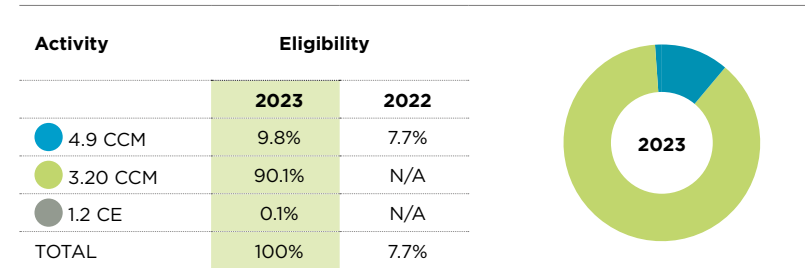 Activity Eligibility
2023 2022
4.9 CCM 9.8% 7.7%
3.20 CCM 90.1% N/A
1.2 CE 0.1% N/A
TOTAL 100% 7.7%
2023